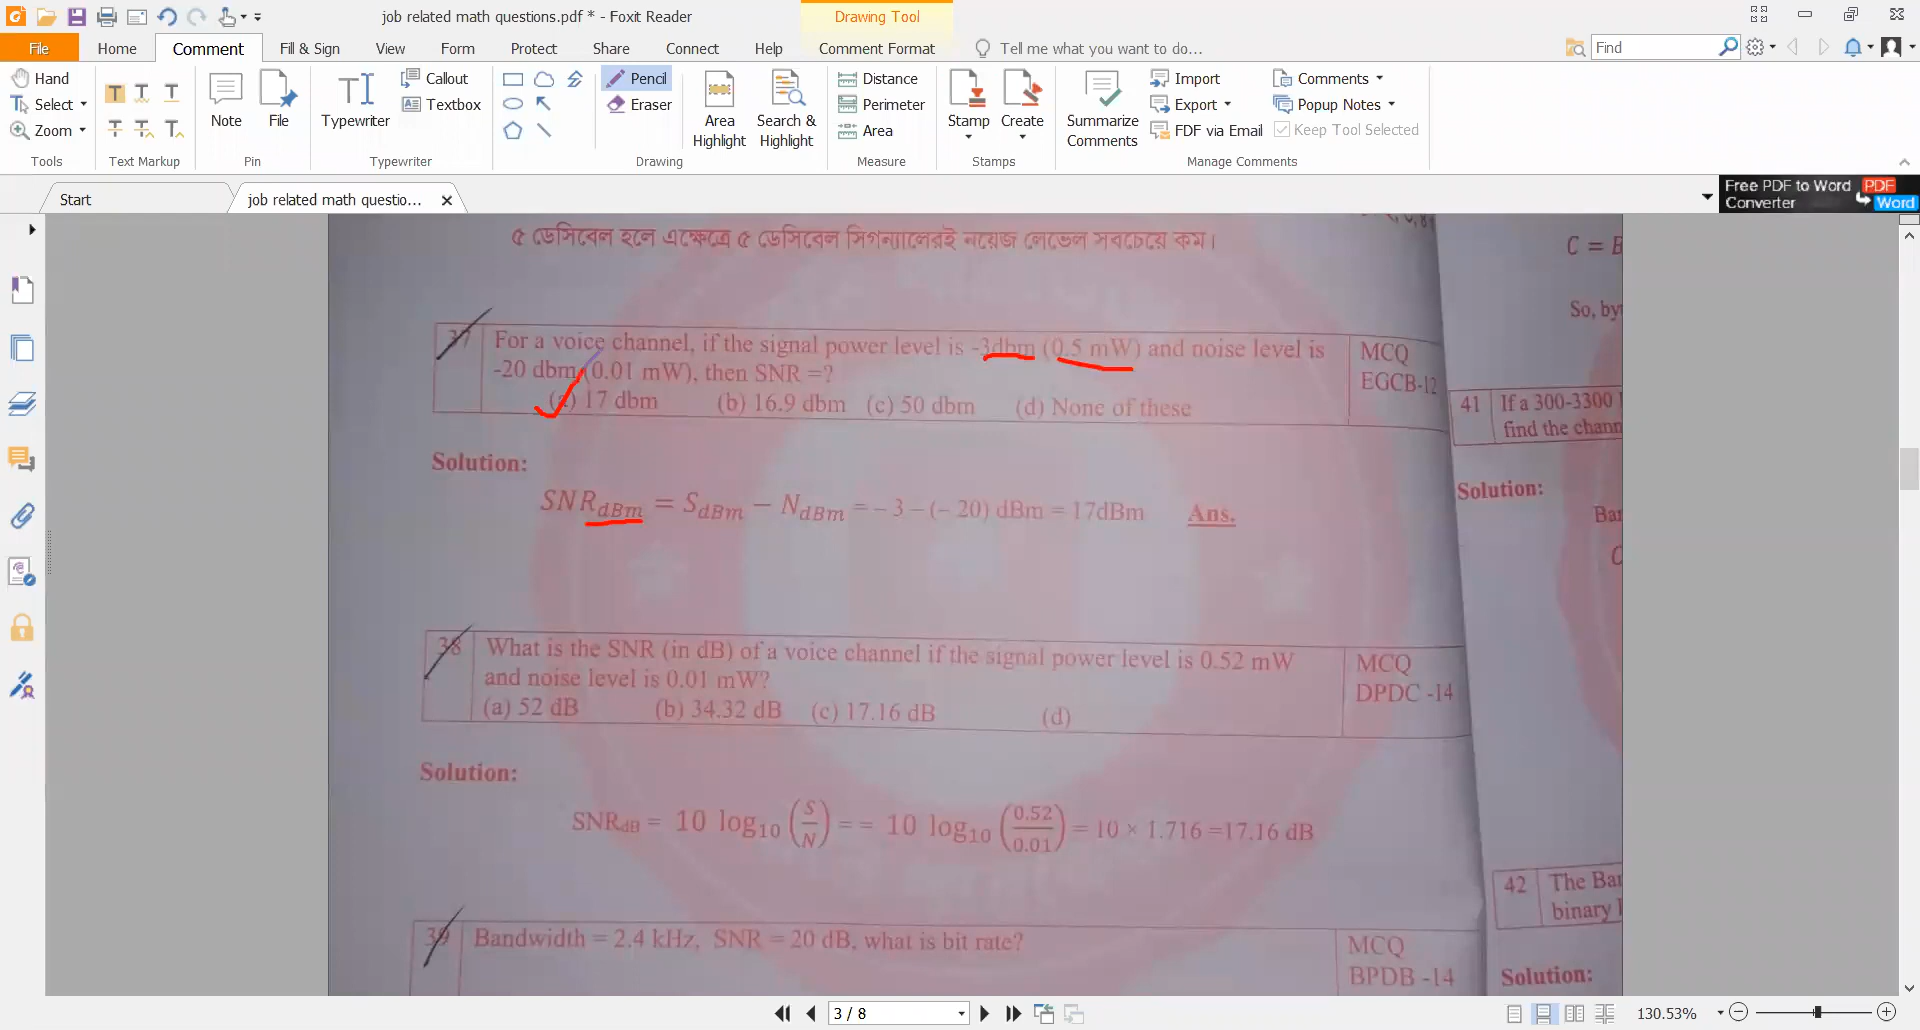 job related math questions.pdf * - Foxit Reader
Drawing Tool
File
Home
Comment
Fill & Sign
View
Form
Protect
Share
Connect
Help
Comment Format
Tell me what you want to do...
Find
Hand
Select
Zoom
Tools
Text Markup
Note
File
Pin
Typewriter
Callout
Textbox
Typewriter
Pencil
Eraser
Area Highlight
Search & Highlight
Drawing
Distance
Perimeter
Area
Measure
Stamp
Create
Stamps
Summarize Comments
Import
Export
FDF via Email
Comments
Popup Notes
Keep Tool Selected
Manage Comments
Start
job related math questio...
Free PDF to Word Converter
PDF
Word
৫ ডেসিবেল হলে এক্ষেত্রে ৫ ডেসিবেল সিগন্যালেরই নয়েজ লেভেল সবচেয়ে কম।
37 For a voice channel, if the signal power level is -3dbm (0.5 mW) and noise level is
-20 dbm (0.01 mW), then SNR =?
(a) 17 dbm (b) 16.9 dbm (c) 50 dbm (d) None of these
MCQ
EGCB-12
Solution:
SNR dBm = S dBm − N dBm = – 3 – (– 20) dBm = 17dBm Ans.
38 What is the SNR (in dB) of a voice channel if the signal power level is 0.52 mW
and noise level is 0.01 mW?
(a) 52 dB (b) 34.32 dB (c) 17.16 dB (d)
MCQ
DPDC -14
Solution:
SNRdB = 10 log10 (S/N) = = 10 log10 (0.52/0.01) = 10 × 1.716 =17.16 dB
39 Bandwidth = 2.4 kHz, SNR = 20 dB, what is bit rate?
MCQ
BPDB -14
C = B
So, by
41 If a 300-3300
find the chann
Solution:
Ban
C
42 The Ban
binary
Solution:
3 / 8
130.53%